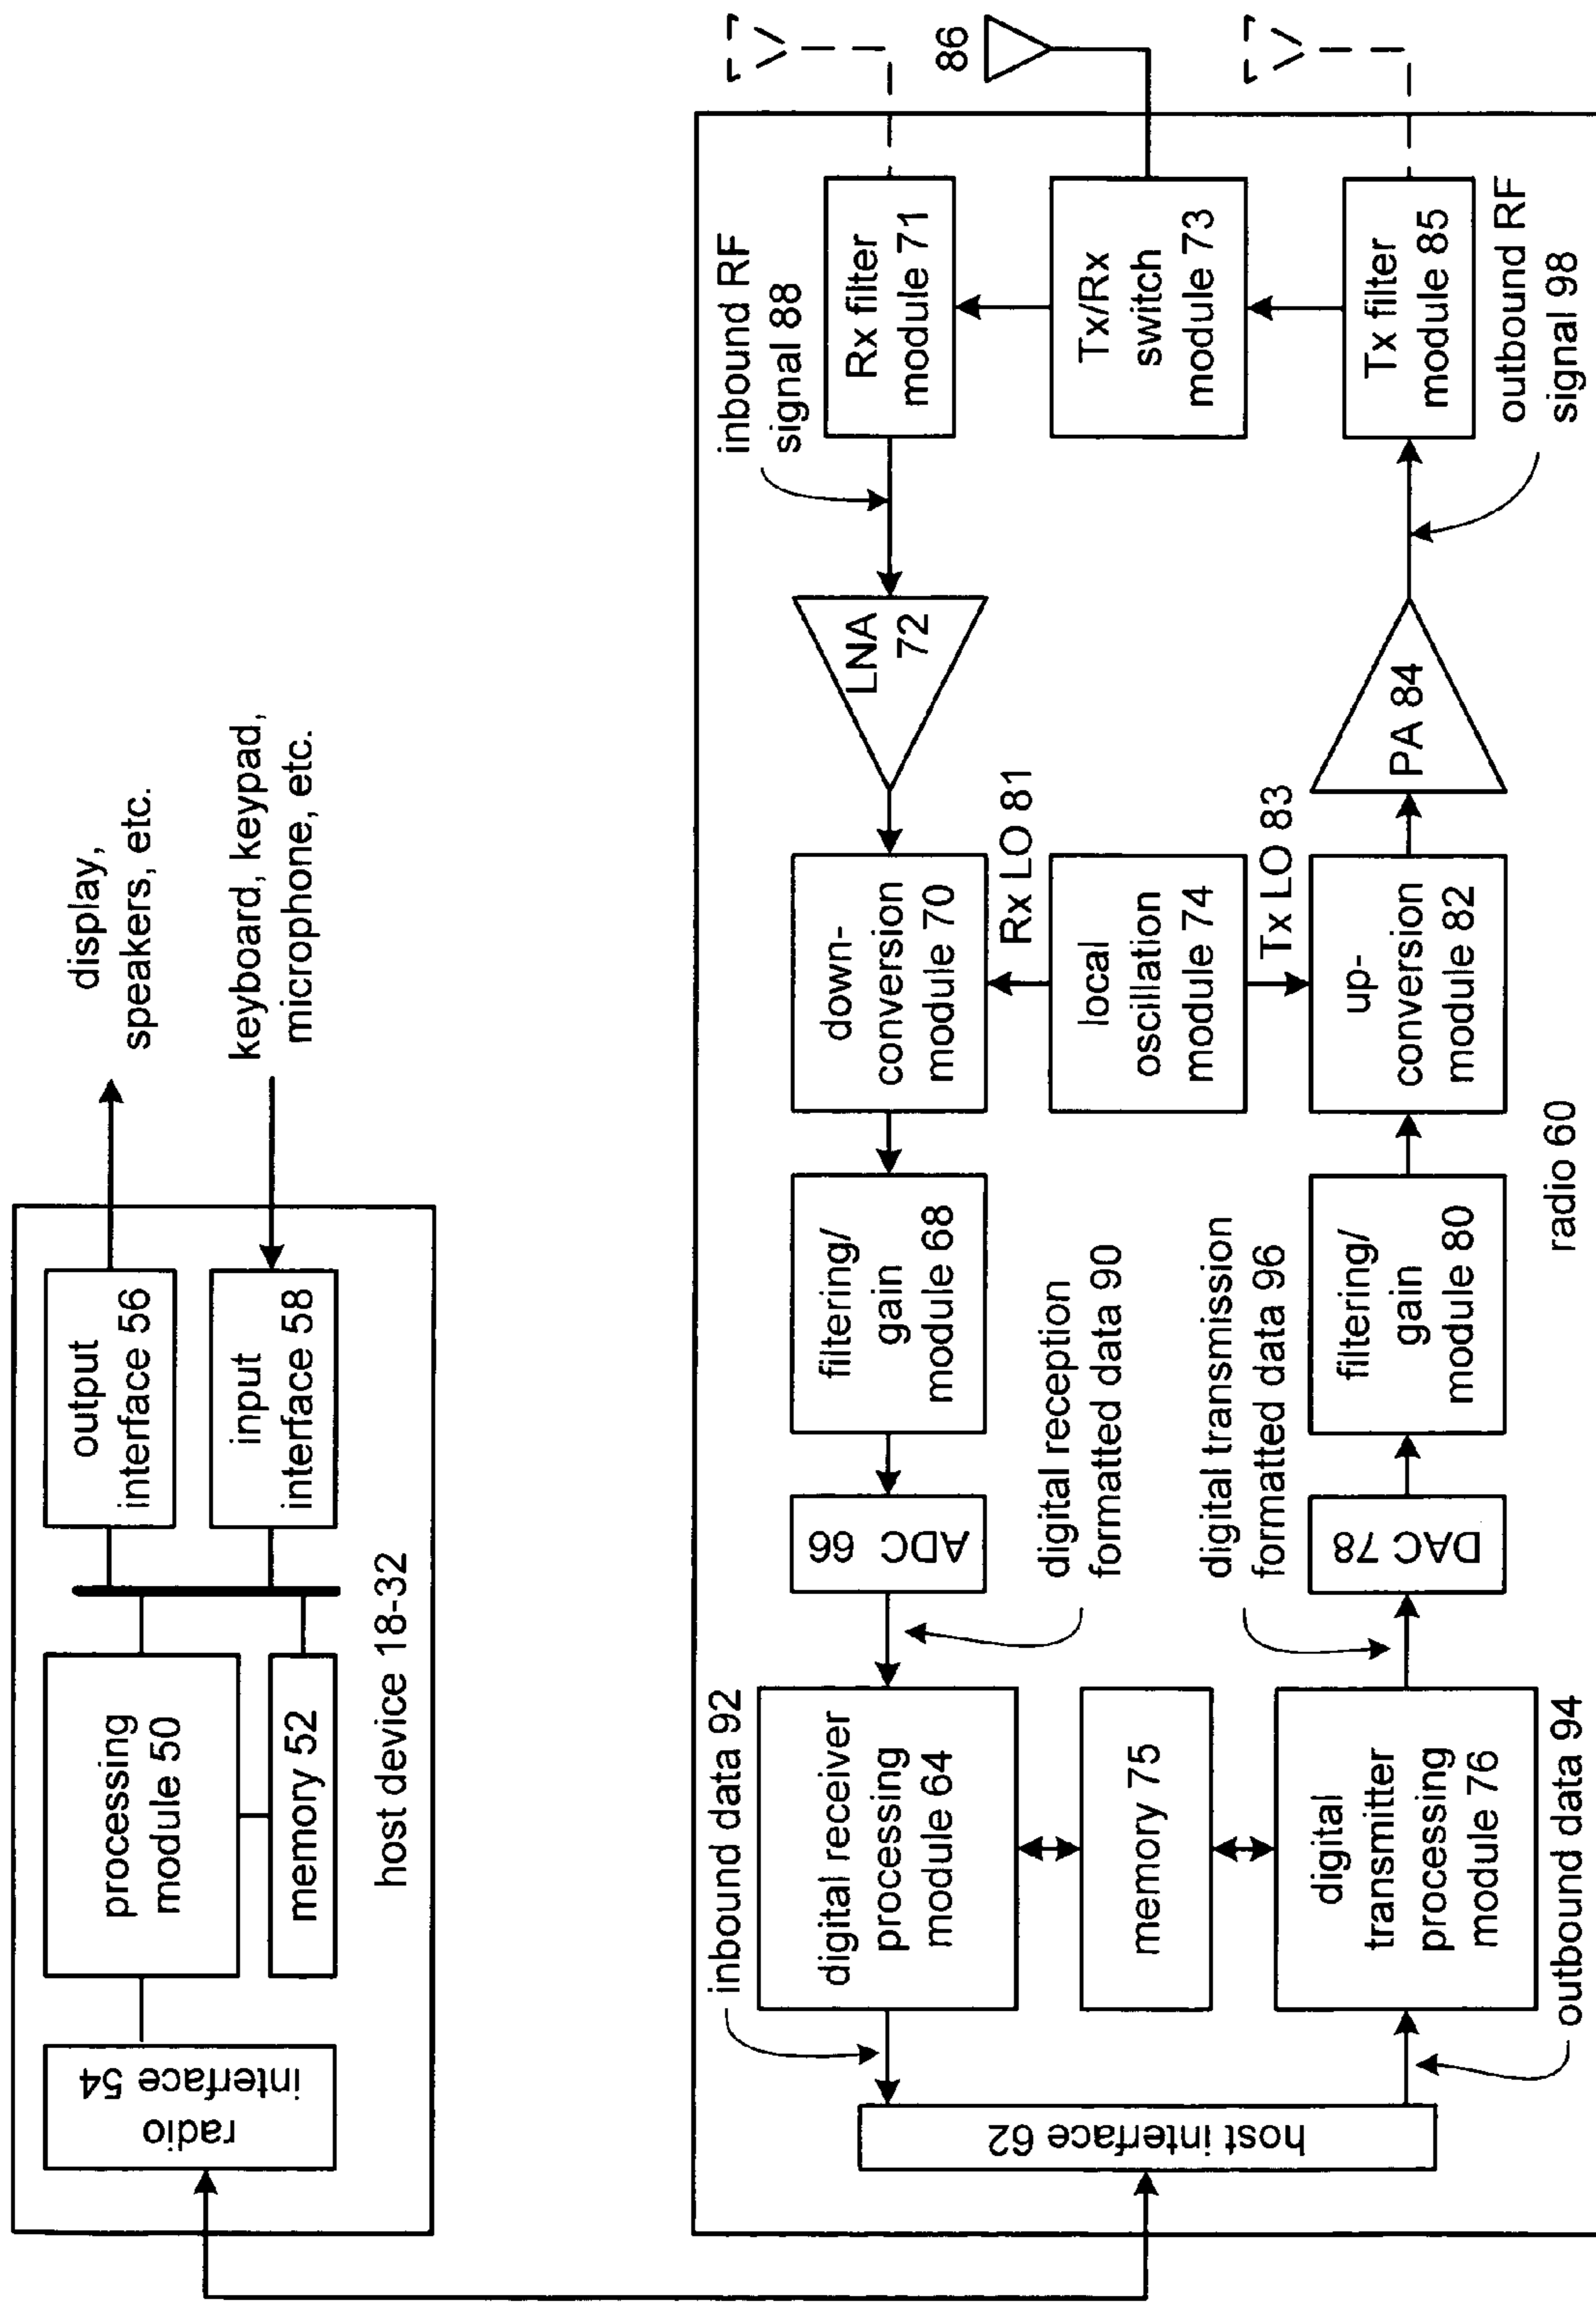 radio
interface 54
processing
module 50
memory 52
output
interface 56
input
interface 58
display,
speakers, etc.
keyboard, keypad,
microphone, etc.
host device 18-32
host interface 62
inbound data 92
digital receiver
processing
module 64
memory 75
digital
transmitter
processing
module 76
outbound data 94
ADC 66
digital reception
formatted data 90
digital transmission
formatted data 96
DAC 78
filtering/
gain
module 68
filtering/
gain
module 80
down-
conversion
module 70
Rx LO 81
local
oscillation
module 74
Tx LO 83
up-
conversion
module 82
radio 60
LNA
72
PA 84
inbound RF
signal 88
Rx filter
module 71
Tx/Rx
switch
module 73
Tx filter
module 85
outbound RF
signal 98
86